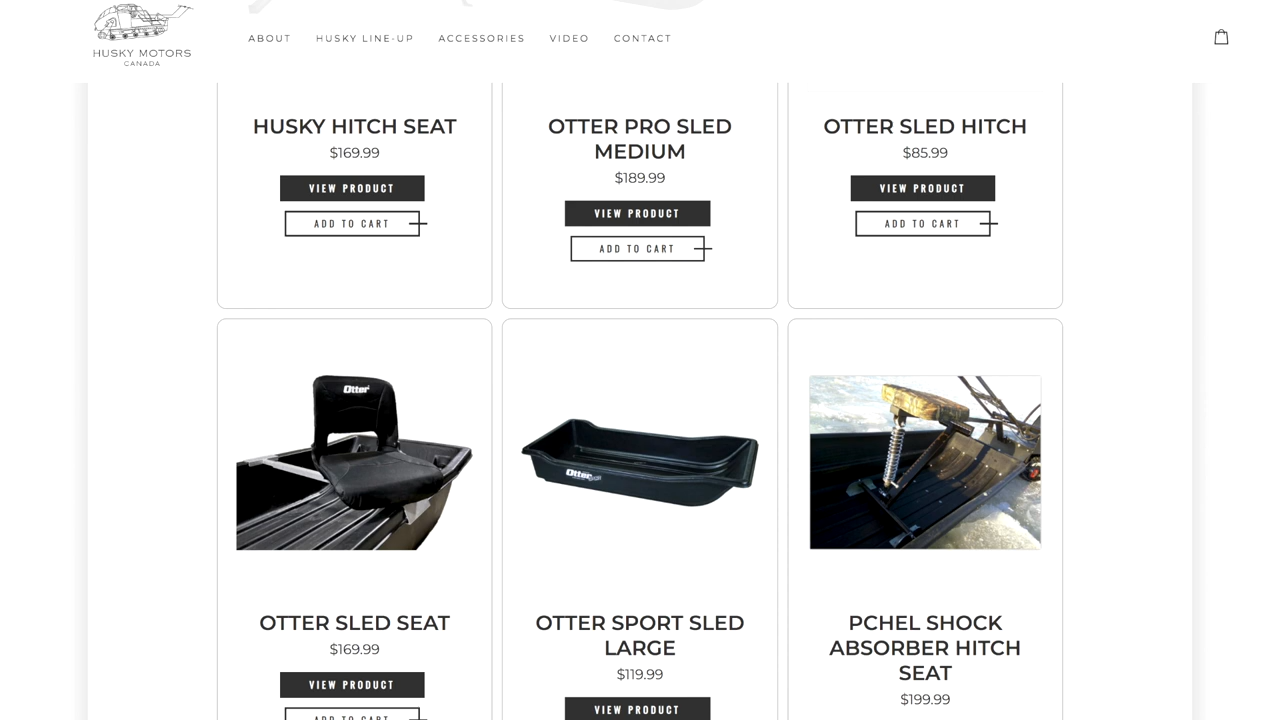 HUSKY MOTORS
CANADA
ABOUT
HUSKY LINE-UP
ACCESSORIES
VIDEO
CONTACT
HUSKY HITCH SEAT
$169.99
VIEW PRODUCT
ADD TO CART
OTTER PRO SLED
MEDIUM
$189.99
VIEW PRODUCT
ADD TO CART
OTTER SLED HITCH
$85.99
VIEW PRODUCT
ADD TO CART
Otter
OTTER SLED SEAT
$169.99
VIEW PRODUCT
ADD TO CART
Otter
OTTER SPORT SLED
LARGE
$119.99
VIEW PRODUCT
PCHEL SHOCK
ABSORBER HITCH
SEAT
$199.99